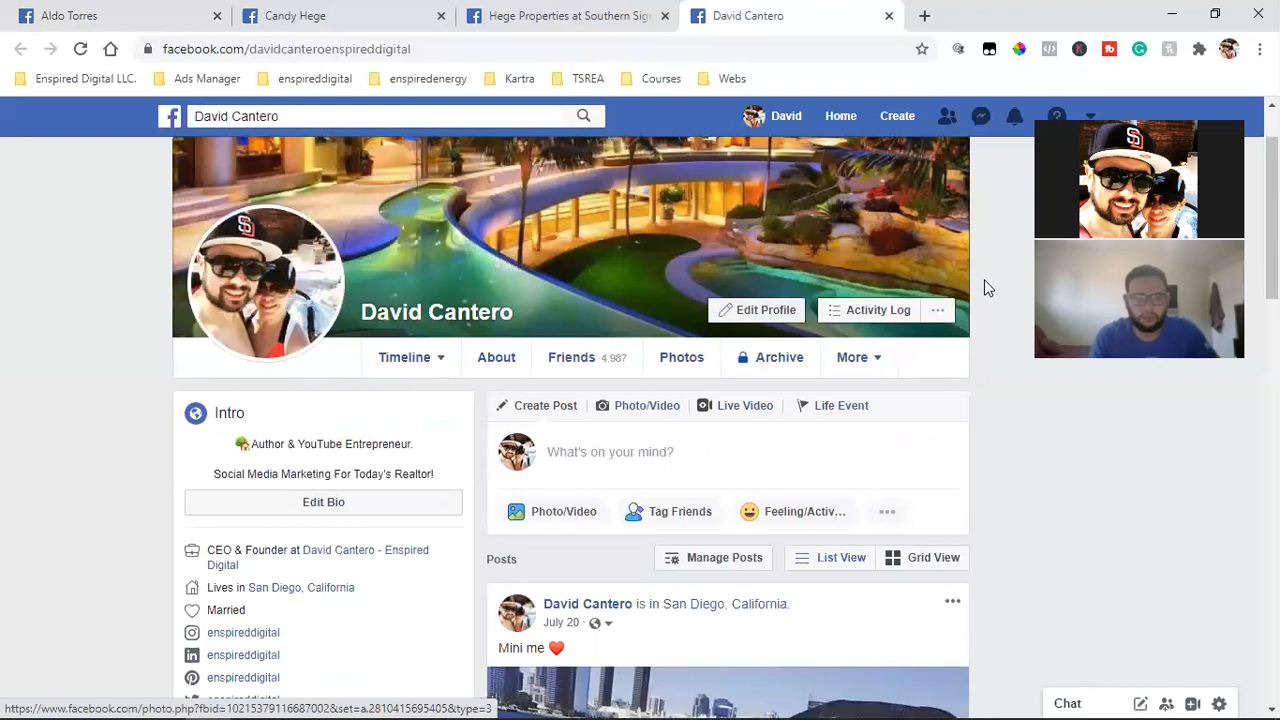 Aldo Torres
Candy Hege
Hege Properties at Southern Sig
David Cantero
facebook.com/davidcanteroenspireddigital
Enspired Digital LLC.
Ads Manager
enspireddigital
enspiredenergy
Kartra
TSREA
Courses
Webs
David Cantero
David
Home
Create
David Cantero
Edit Profile
Activity Log
Timeline
About
Friends 4,987
Photos
Archive
More
Intro
Author & YouTube Entrepreneur.
Social Media Marketing For Today's Realtor!
Edit Bio
CEO & Founder at David Cantero - Enspired
Digital
Lives in San Diego, California
Married
enspireddigital
enspireddigital
enspireddigital
Create Post
Photo/Video
Live Video
Life Event
What's on your mind?
Photo/Video
Tag Friends
Feeling/Activ...
Posts
Manage Posts
List View
Grid View
David Cantero is in San Diego, California.
July 20
Mini me ❤️
https://www.facebook.com/photo.php?fbid=10215379116687002&set=a.2810415695405&type=3
Chat